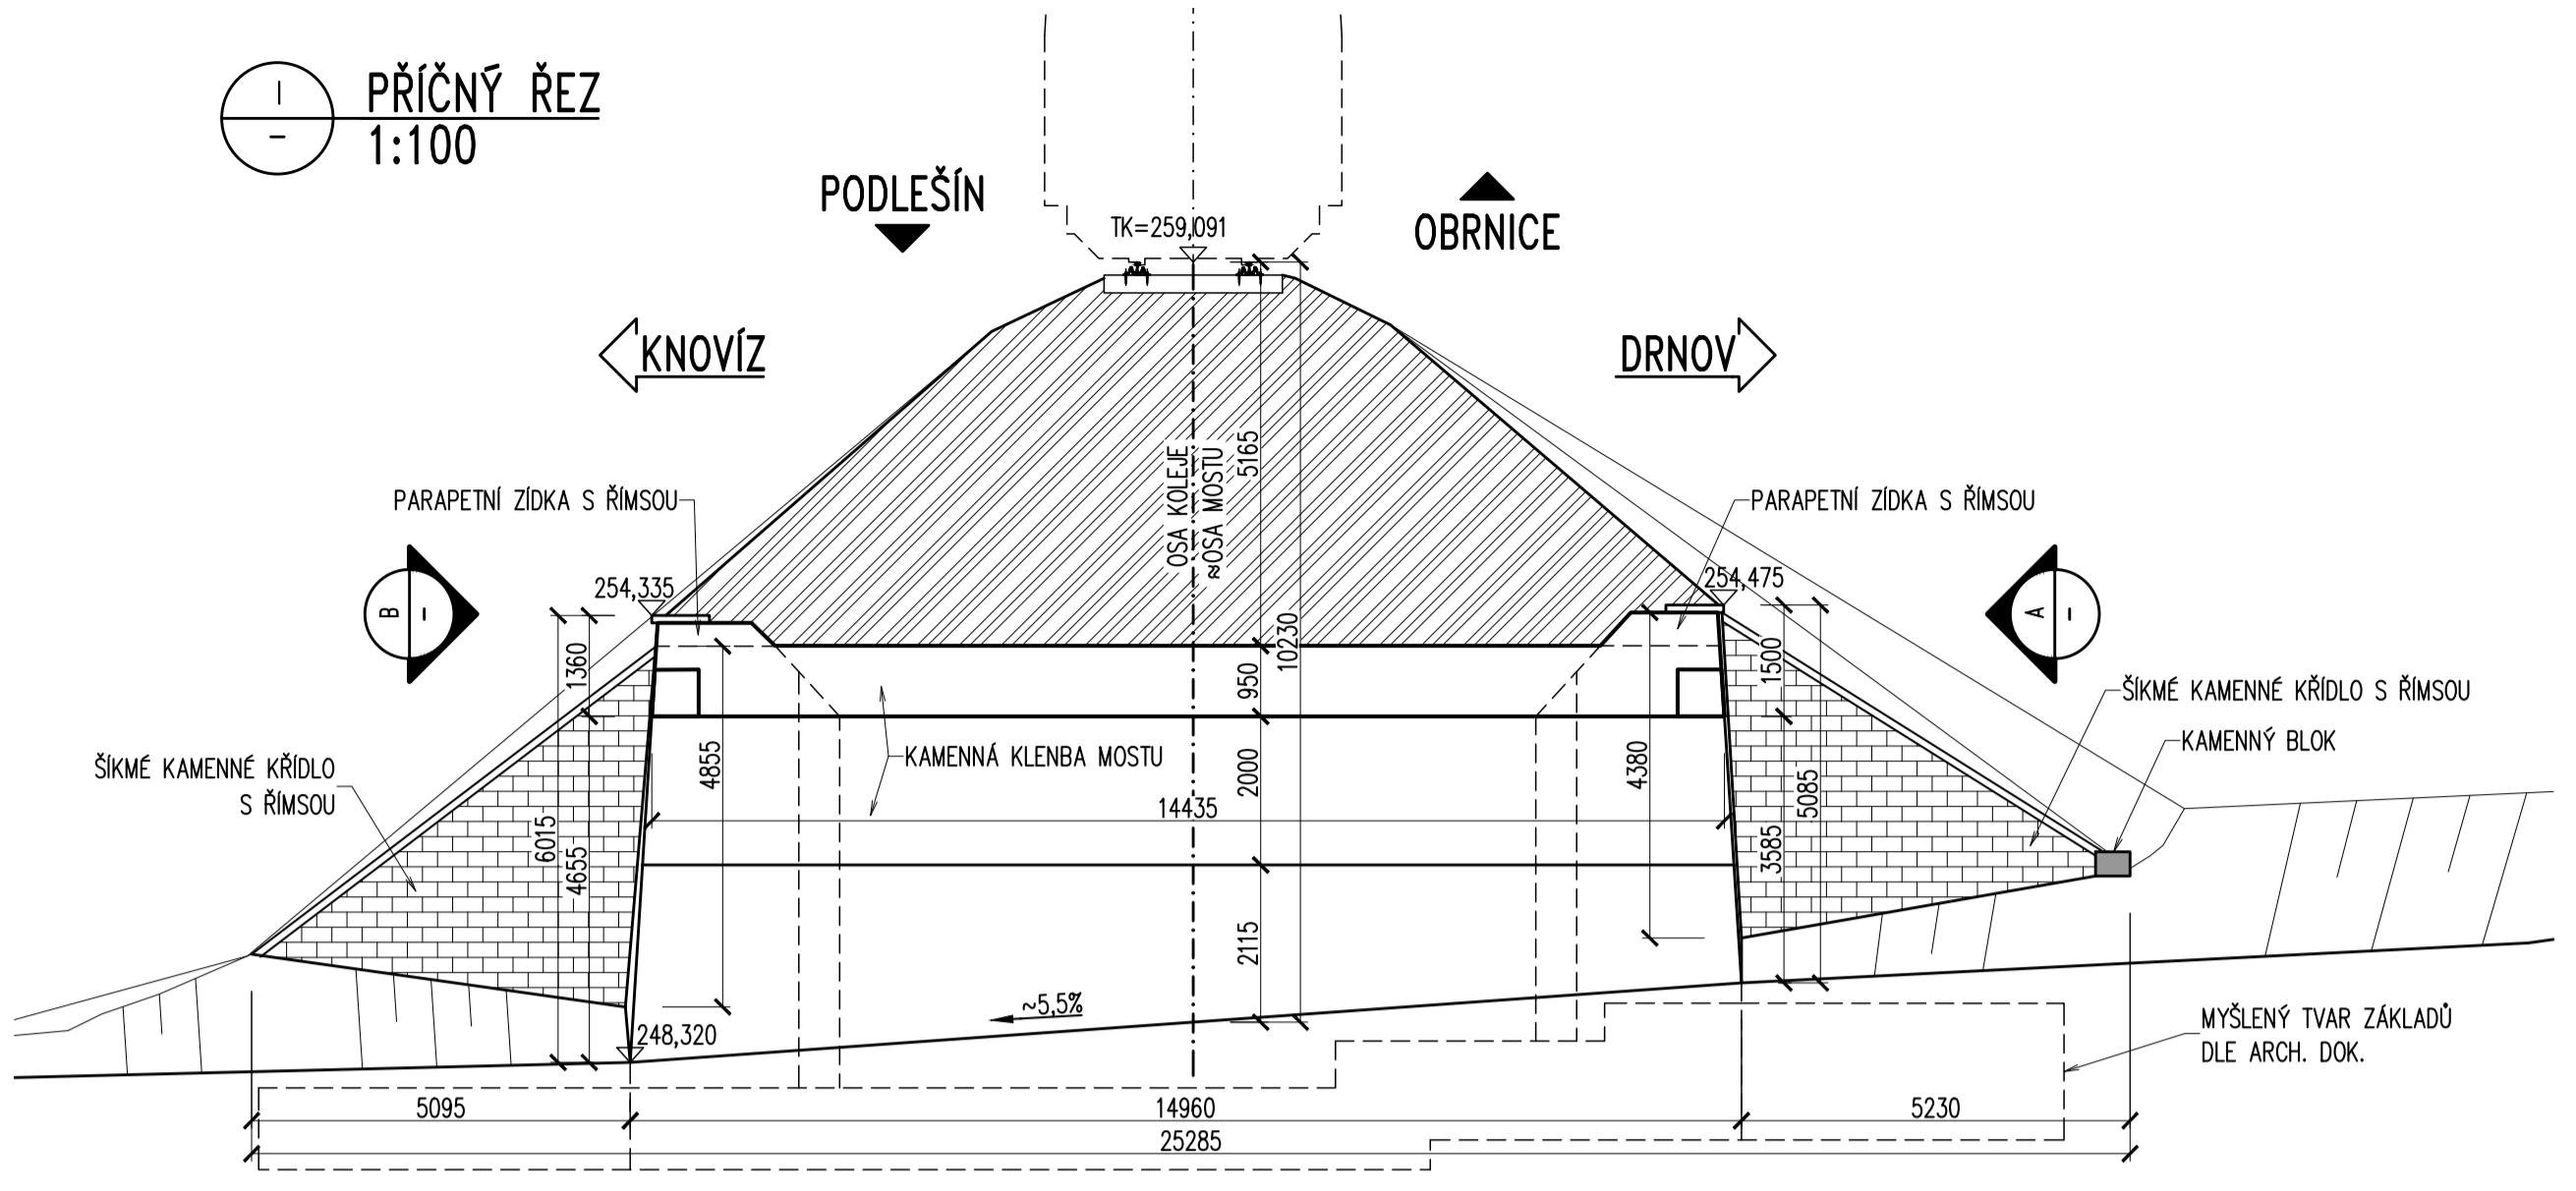 PŘÍČNÝ ŘEZ
1:100
PODLEŠÍN
OBRNICE
TK=259,091
KNOVÍZ
DRNOV
OSA KOLEJE
≈OSA MOSTU
5165
10230
PARAPETNÍ ZÍDKA S ŘÍMSOU
PARAPETNÍ ZÍDKA S ŘÍMSOU
B
–
A
–
254,335
254,475
1360
950
1500
ŠÍKMÉ KAMENNÉ KŘÍDLO S ŘÍMSOU
KAMENNÝ BLOK
ŠÍKMÉ KAMENNÉ KŘÍDLO
S ŘÍMSOU
4855
KAMENNÁ KLENBA MOSTU
2000
4380
14435
6015
4655
5085
3585
2115
~5,5%
248,320
MYŠLENÝ TVAR ZÁKLADŮ
DLE ARCH. DOK.
5095
14960
5230
25285